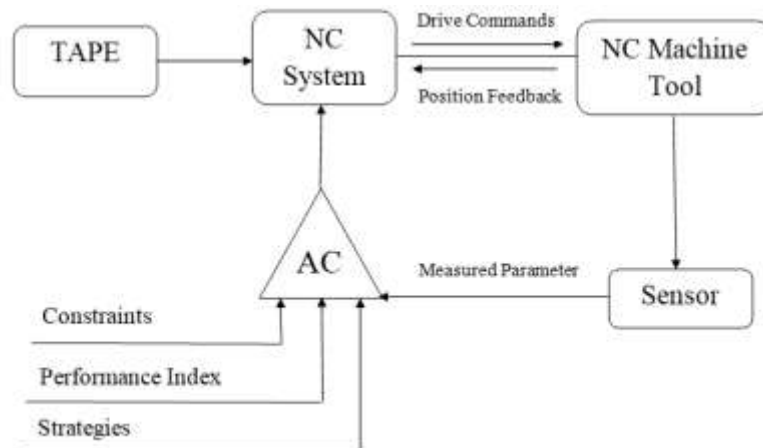 TAPE
NC
System
Drive Commands
Position Feedback
NC Machine
Tool
AC
Measured Parameter
Sensor
Constraints
Performance Index
Strategies